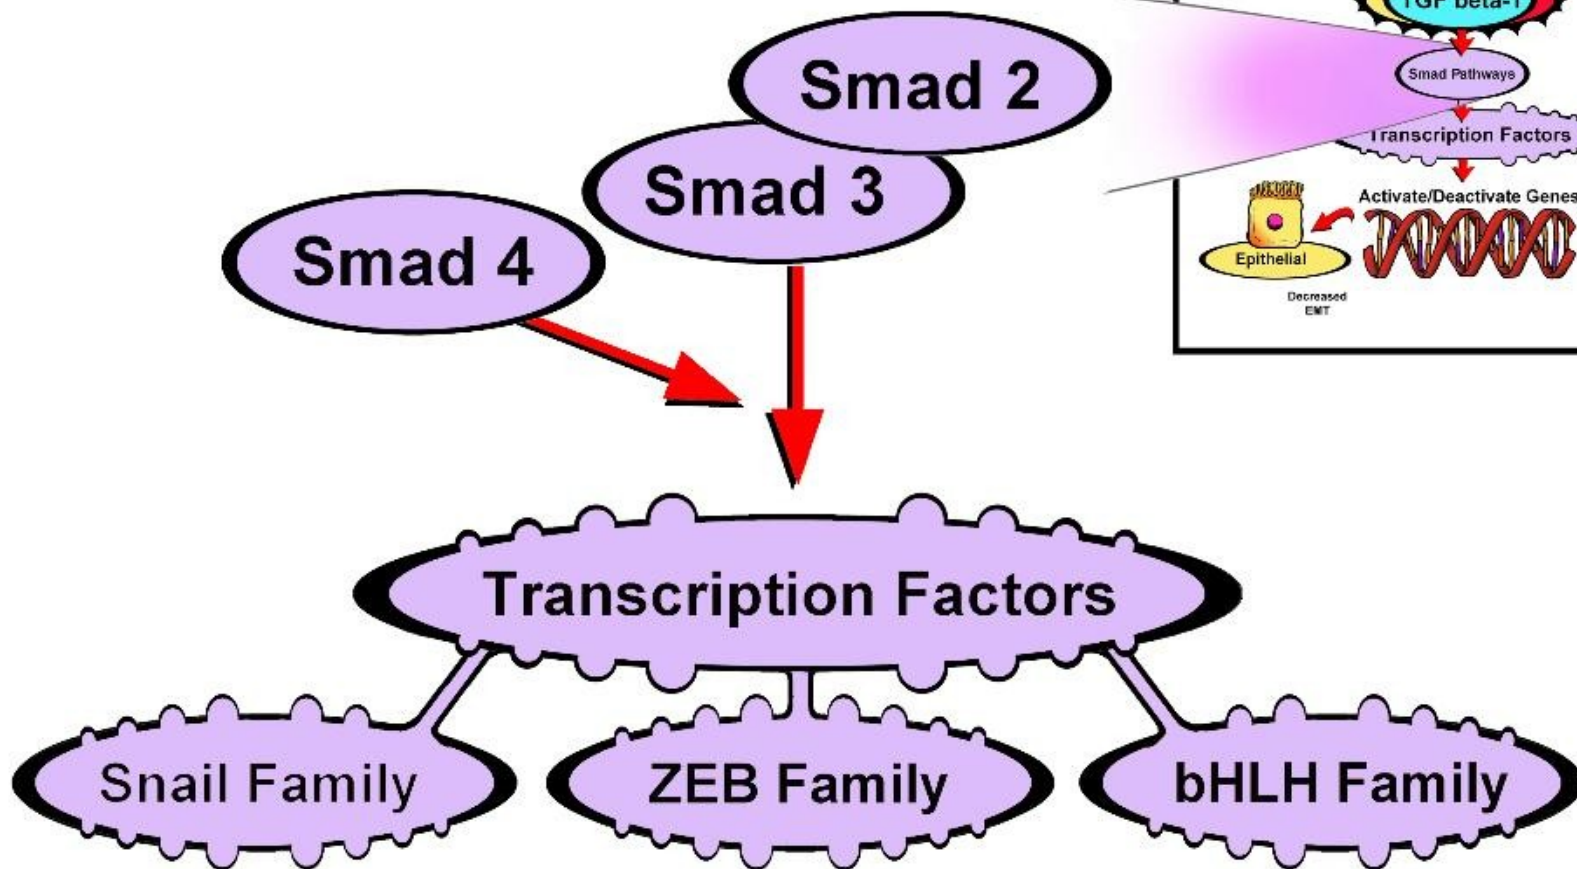 TGF beta-1
Smad Pathways
Transcription Factors
Activate/Deactivate Genes
Epithelial
Decreased
EMT
Smad 2
Smad 3
Smad 4
Transcription Factors
Snail Family
ZEB Family
bHLH Family